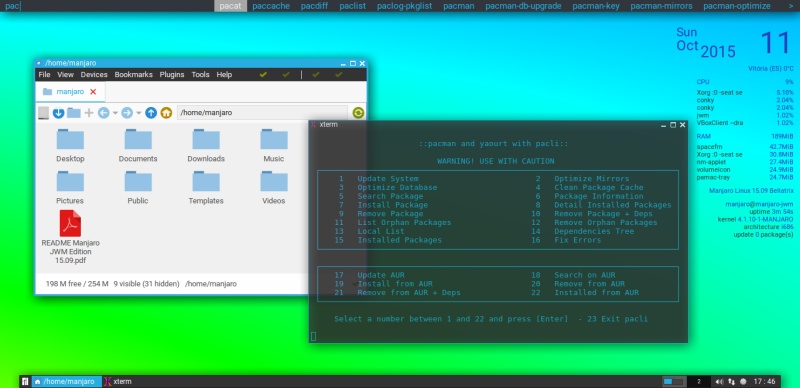 pac pacat paccache pacdiff paclist paclog-pkglist pacman pacman-db-upgrade pacman-key pacman-mirrors pacman-optimize >
Sun
Oct 2015 11
Vitória (ES) 0°C
CPU 9%
Xorg :0 -seat se 5.10%
conky 2.04%
conky 2.04%
jwm 1.02%
VBoxClient --dra 1.02%
RAM 189MiB
spacefm 42,7MiB
Xorg :0 -seat se 30,8MiB
nm-applet 27,4MiB
volumeicon 24,9MiB
pamac-tray 24,7MiB
Manjaro Linux 15.09 Bellatrix
manjaro@manjaro-jwm
uptime 3m 54s
kernel 4.1.10-1-MANJARO
architecture i686
update 0 package(s)
/home/manjaro
File View Devices Bookmarks Plugins Tools Help
manjaro
/home/manjaro
Desktop Documents Downloads Music
Pictures Public Templates Videos
README Manjaro
JWM Edition
15.09.pdf
198 M free / 254 M 9 visible (31 hidden) /home/manjaro
xterm
::pacman and yaourt with pacli::
WARNING! USE WITH CAUTION
1 Update System 2 Optimize Mirrors
3 Optimize Database 4 Clean Package Cache
5 Search Package 6 Package Information
7 Install Package 8 Detail Installed Packages
9 Remove Package 10 Remove Package + Deps
11 List Orphan Packages 12 Remove Orphan Packages
13 Local List 14 Dependencies Tree
15 Installed Packages 16 Fix Errors
17 Update AUR 18 Search on AUR
19 Install from AUR 20 Remove from AUR
21 Remove from AUR + Deps 22 Installed from AUR
Select a number between 1 and 22 and press [Enter] - 23 Exit pacli
/home/manjaro xterm 2 17:46